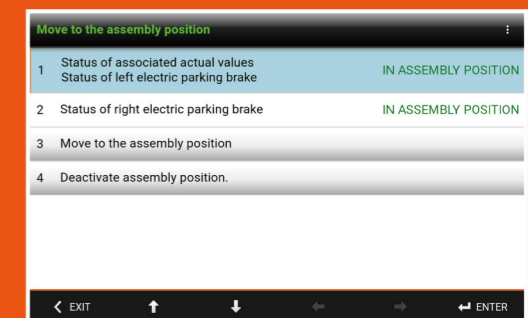 Move to the assembly position
1 Status of associated actual values
Status of left electric parking brake IN ASSEMBLY POSITION
2 Status of right electric parking brake IN ASSEMBLY POSITION
3 Move to the assembly position
4 Deactivate assembly position.
EXIT ENTER